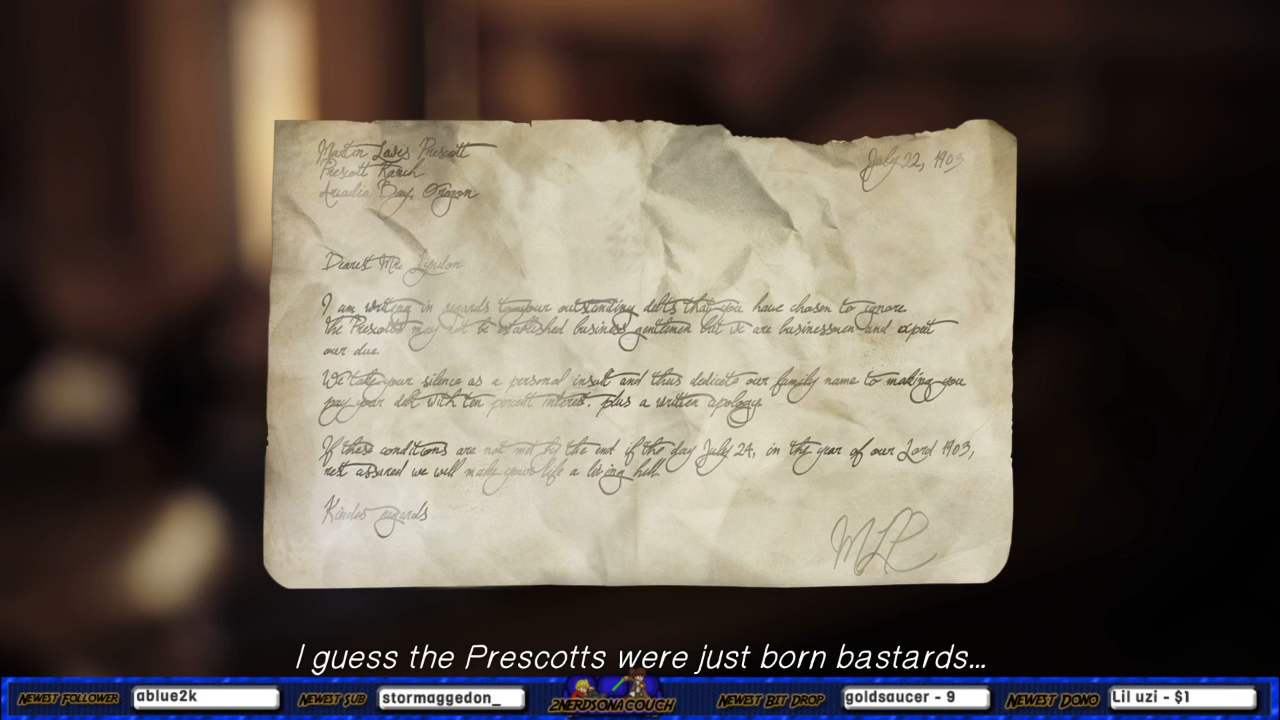 Martin Lewis Prescott
July 22, 1903
Prescott Ranch
Arcadia Bay, Oregon
Dearest Mr. Lyndon
I am writing in regards to your outstanding debts that you have chosen to ignore.
The Prescotts may not be established business gentlemen but we are businessmen and expect
our due.
We take your silence as a personal insult and thus dedicate our family name to making you
pay your debt with ten percent interest, plus a written apology.
If these conditions are not met by the end if the day July 24, in the year of our Lord 1903,
rest assured we will make your life a living hell.
Kindes regards
MLP
I guess the Prescotts were just born bastards...
NEWEST FOLLOWER ablue2k NEWEST SUB stormaggedon_ 2NERDSONACOUCH NEWEST BIT DROP goldsaucer - 9 NEWEST DONO Lil uzi - $1